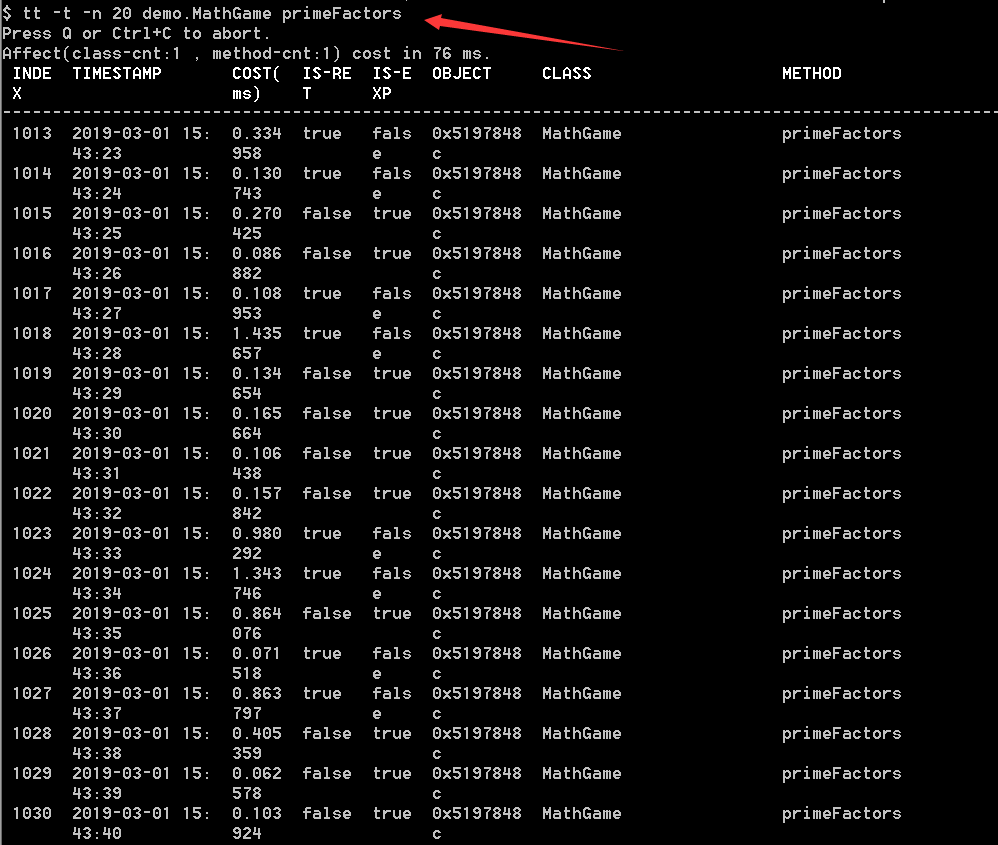 $ tt -t -n 20 demo.MathGame primeFactors
Press Q or Ctrl+C to abort.
Affect(class-cnt:1 , method-cnt:1) cost in 76 ms.
INDE TIMESTAMP COST( IS-RE IS-E OBJECT CLASS METHOD
X ms) T XP
1013 2019-03-01 15: 0.334 true fals 0x5197848 MathGame primeFactors
43:23 958 e c
1014 2019-03-01 15: 0.130 true fals 0x5197848 MathGame primeFactors
43:24 743 e c
1015 2019-03-01 15: 0.270 false true 0x5197848 MathGame primeFactors
43:25 425 c
1016 2019-03-01 15: 0.086 false true 0x5197848 MathGame primeFactors
43:26 882 c
1017 2019-03-01 15: 0.108 true fals 0x5197848 MathGame primeFactors
43:27 953 e c
1018 2019-03-01 15: 1.435 true fals 0x5197848 MathGame primeFactors
43:28 657 e c
1019 2019-03-01 15: 0.134 false true 0x5197848 MathGame primeFactors
43:29 654 c
1020 2019-03-01 15: 0.165 false true 0x5197848 MathGame primeFactors
43:30 664 c
1021 2019-03-01 15: 0.106 false true 0x5197848 MathGame primeFactors
43:31 438 c
1022 2019-03-01 15: 0.157 false true 0x5197848 MathGame primeFactors
43:32 842 c
1023 2019-03-01 15: 0.980 true fals 0x5197848 MathGame primeFactors
43:33 292 e c
1024 2019-03-01 15: 1.343 true fals 0x5197848 MathGame primeFactors
43:34 746 e c
1025 2019-03-01 15: 0.864 false true 0x5197848 MathGame primeFactors
43:35 076 c
1026 2019-03-01 15: 0.071 true fals 0x5197848 MathGame primeFactors
43:36 518 e c
1027 2019-03-01 15: 0.863 true fals 0x5197848 MathGame primeFactors
43:37 797 e c
1028 2019-03-01 15: 0.405 false true 0x5197848 MathGame primeFactors
43:38 359 c
1029 2019-03-01 15: 0.062 false true 0x5197848 MathGame primeFactors
43:39 578 c
1030 2019-03-01 15: 0.103 false true 0x5197848 MathGame primeFactors
43:40 924 c